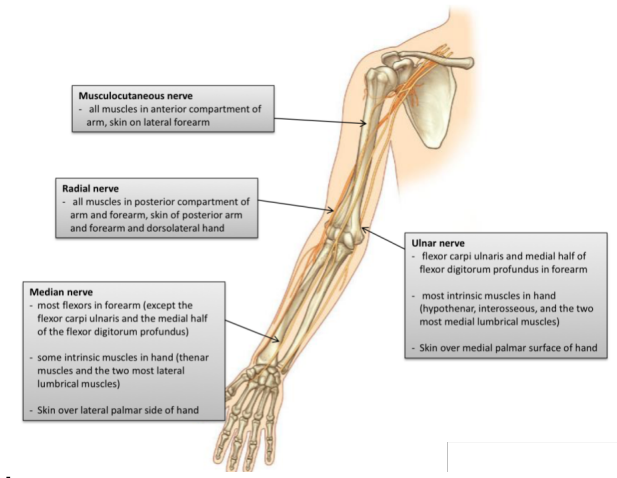 Musculocutaneous nerve
- all muscles in anterior compartment of
arm, skin on lateral forearm
Radial nerve
- all muscles in posterior compartment of
arm and forearm, skin of posterior arm
and forearm and dorsolateral hand
Ulnar nerve
- flexor carpi ulnaris and medial half of
flexor digitorum profundus in forearm
- most intrinsic muscles in hand
(hypothenar, interosseous, and the two
most medial lumbrical muscles)
- Skin over medial palmar surface of hand
Median nerve
- most flexors in forearm (except the
flexor carpi ulnaris and the medial half
of the flexor digitorum profundus)
- some intrinsic muscles in hand (thenar
muscles and the two most lateral
lumbrical muscles)
- Skin over lateral palmar side of hand